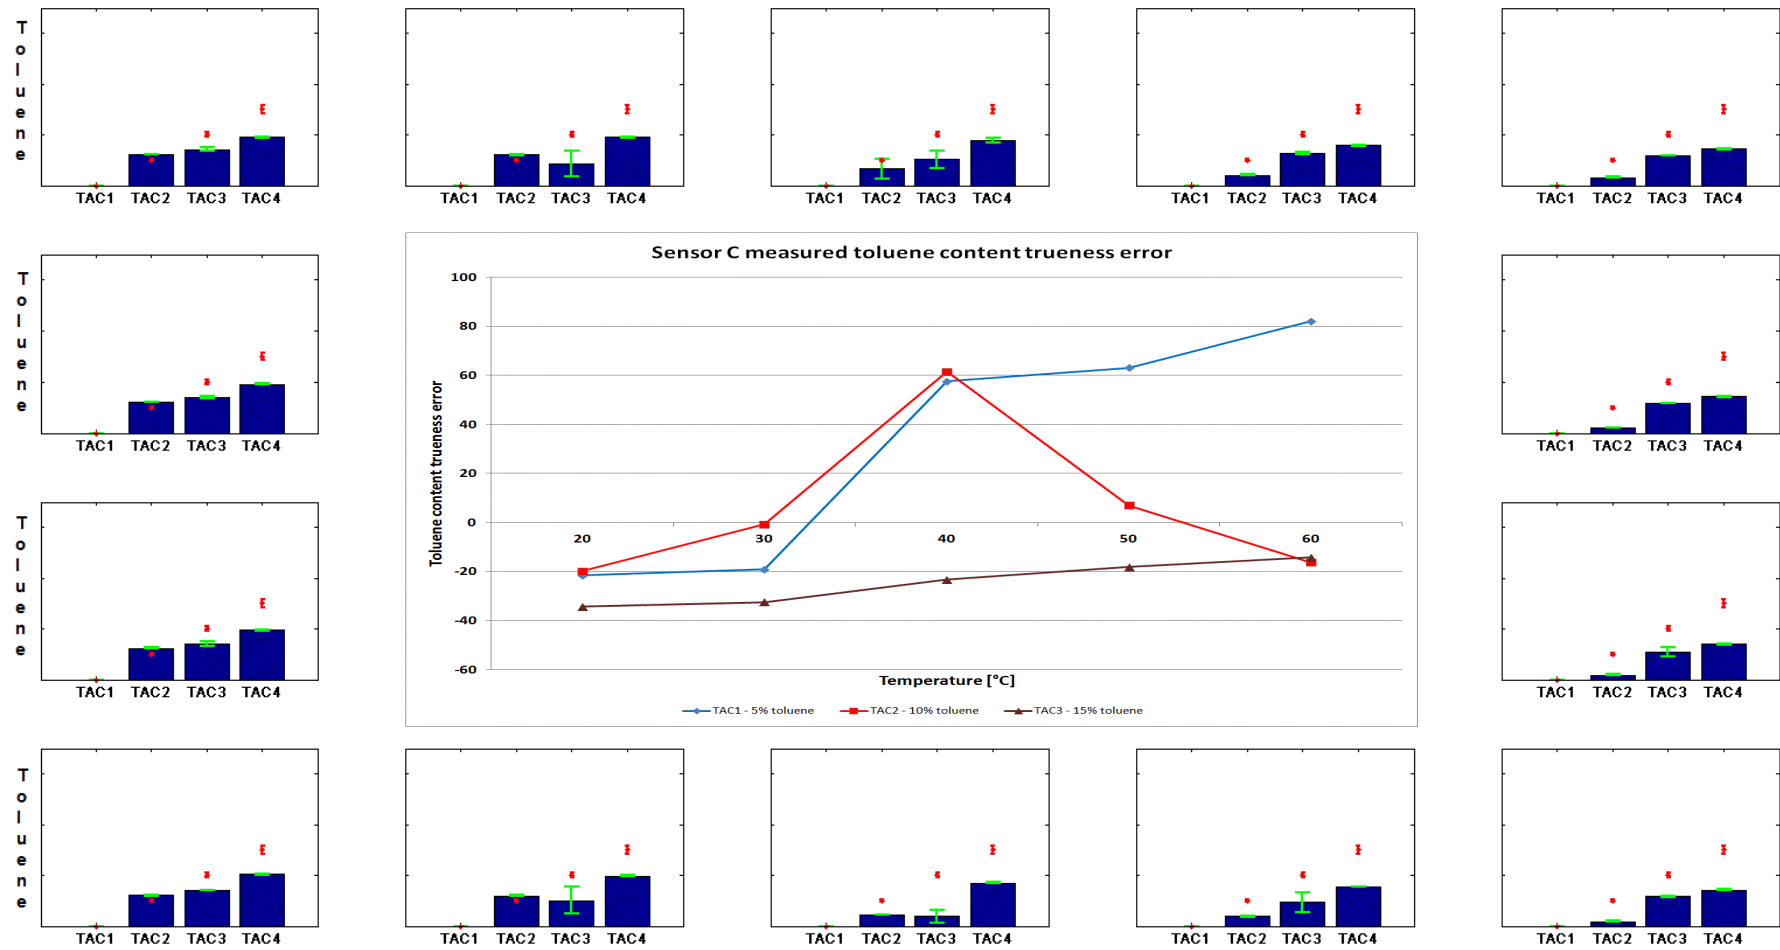 Toluene
TAC1 TAC2 TAC3 TAC4
TAC1 TAC2 TAC3 TAC4
TAC1 TAC2 TAC3 TAC4
TAC1 TAC2 TAC3 TAC4
TAC1 TAC2 TAC3 TAC4
Toluene
TAC1 TAC2 TAC3 TAC4
Sensor C measured toluene content trueness error
Toluene content trueness error
100
80
60
40
20
0
-20
-40
-60
20 30 40 50 60
Temperature [°C]
TAC1 - 5% toluene TAC2 - 10% toluene TAC3 - 15% toluene
TAC1 TAC2 TAC3 TAC4
Toluene
TAC1 TAC2 TAC3 TAC4
TAC1 TAC2 TAC3 TAC4
Toluene
TAC1 TAC2 TAC3 TAC4
TAC1 TAC2 TAC3 TAC4
TAC1 TAC2 TAC3 TAC4
TAC1 TAC2 TAC3 TAC4
TAC1 TAC2 TAC3 TAC4